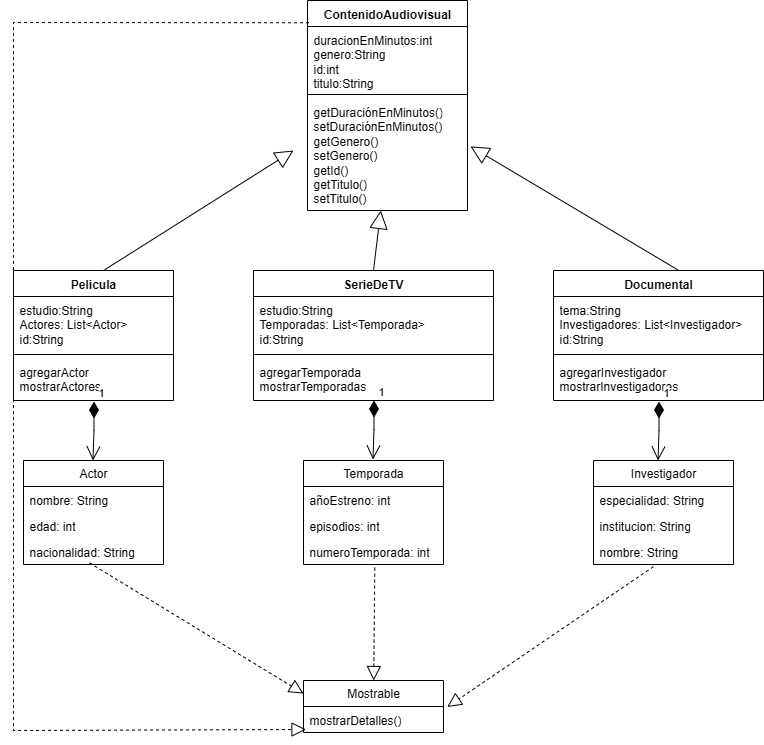 ContenidoAudiovisual
duracionEnMinutos:int
genero:String
id:int
titulo:String
getDuraciónEnMinutos()
setDuraciónEnMinutos()
getGenero()
setGenero()
getId()
getTitulo()
setTitulo()
Pelicula
estudio:String
Actores: List<Actor>
id:String
agregarActor
mostrarActores
1
SerieDeTV
estudio:String
Temporadas: List<Temporada>
id:String
agregarTemporada
mostrarTemporadas
1
Documental
tema:String
Investigadores: List<Investigador>
id:String
agregarInvestigador
mostrarInvestigadores
1
Actor
nombre: String
edad: int
nacionalidad: String
Temporada
añoEstreno: int
episodios: int
numeroTemporada: int
Investigador
especialidad: String
institucion: String
nombre: String
Mostrable
mostrarDetalles()